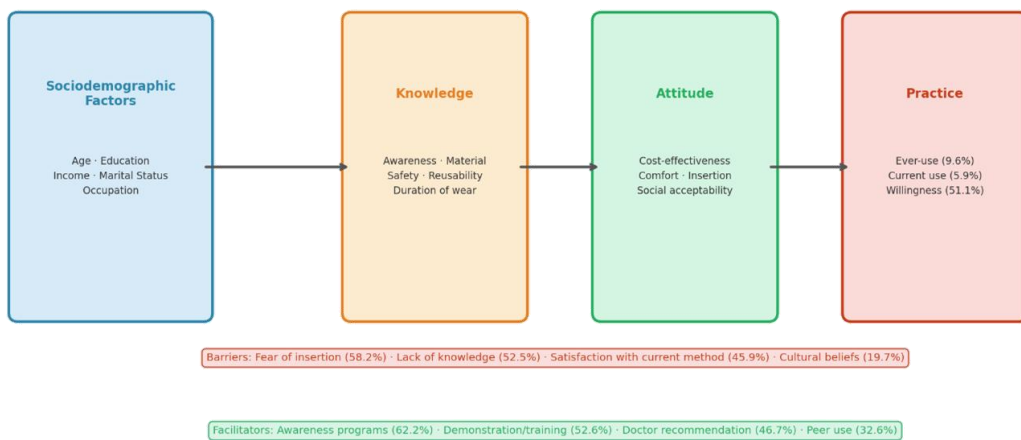 Sociodemographic
Factors
Age · Education
Income · Marital Status
Occupation
Knowledge
Awareness · Material
Safety · Reusability
Duration of wear
Attitude
Cost-effectiveness
Comfort · Insertion
Social acceptability
Practice
Ever-use (9.6%)
Current use (5.9%)
Willingness (51.1%)
Barriers: Fear of insertion (58.2%) · Lack of knowledge (52.5%) · Satisfaction with current method (45.9%) · Cultural beliefs (19.7%)
Facilitators: Awareness programs (62.2%) · Demonstration/training (52.6%) · Doctor recommendation (46.7%) · Peer use (32.6%)